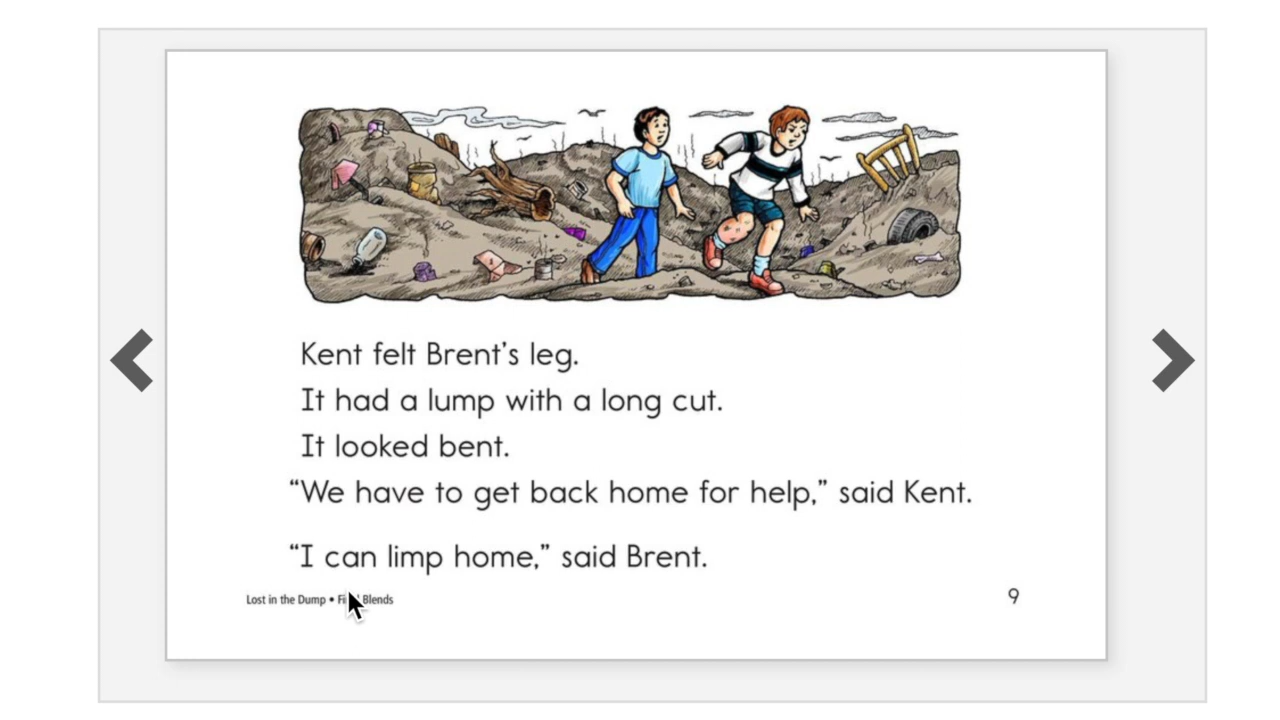 Kent felt Brent's leg.
It had a lump with a long cut.
It looked bent.
“We have to get back home for help,” said Kent.
“I can limp home,” said Brent.
Lost in the Dump • Blends
9